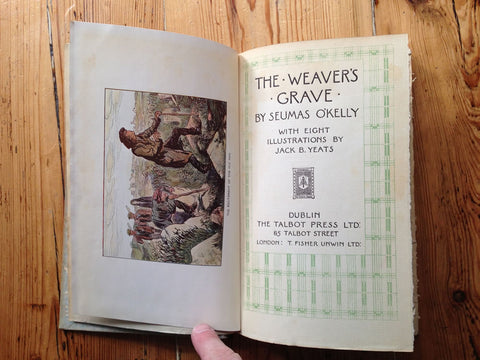 THE · WEAVER'S
· GRAVE ·
BY SEUMAS O'KELLY
WITH EIGHT
ILLUSTRATIONS BY
JACK B. YEATS
DUBLIN
THE TALBOT PRESS LTD:
85 TALBOT STREET
LONDON: T. FISHER UNWIN LTD: